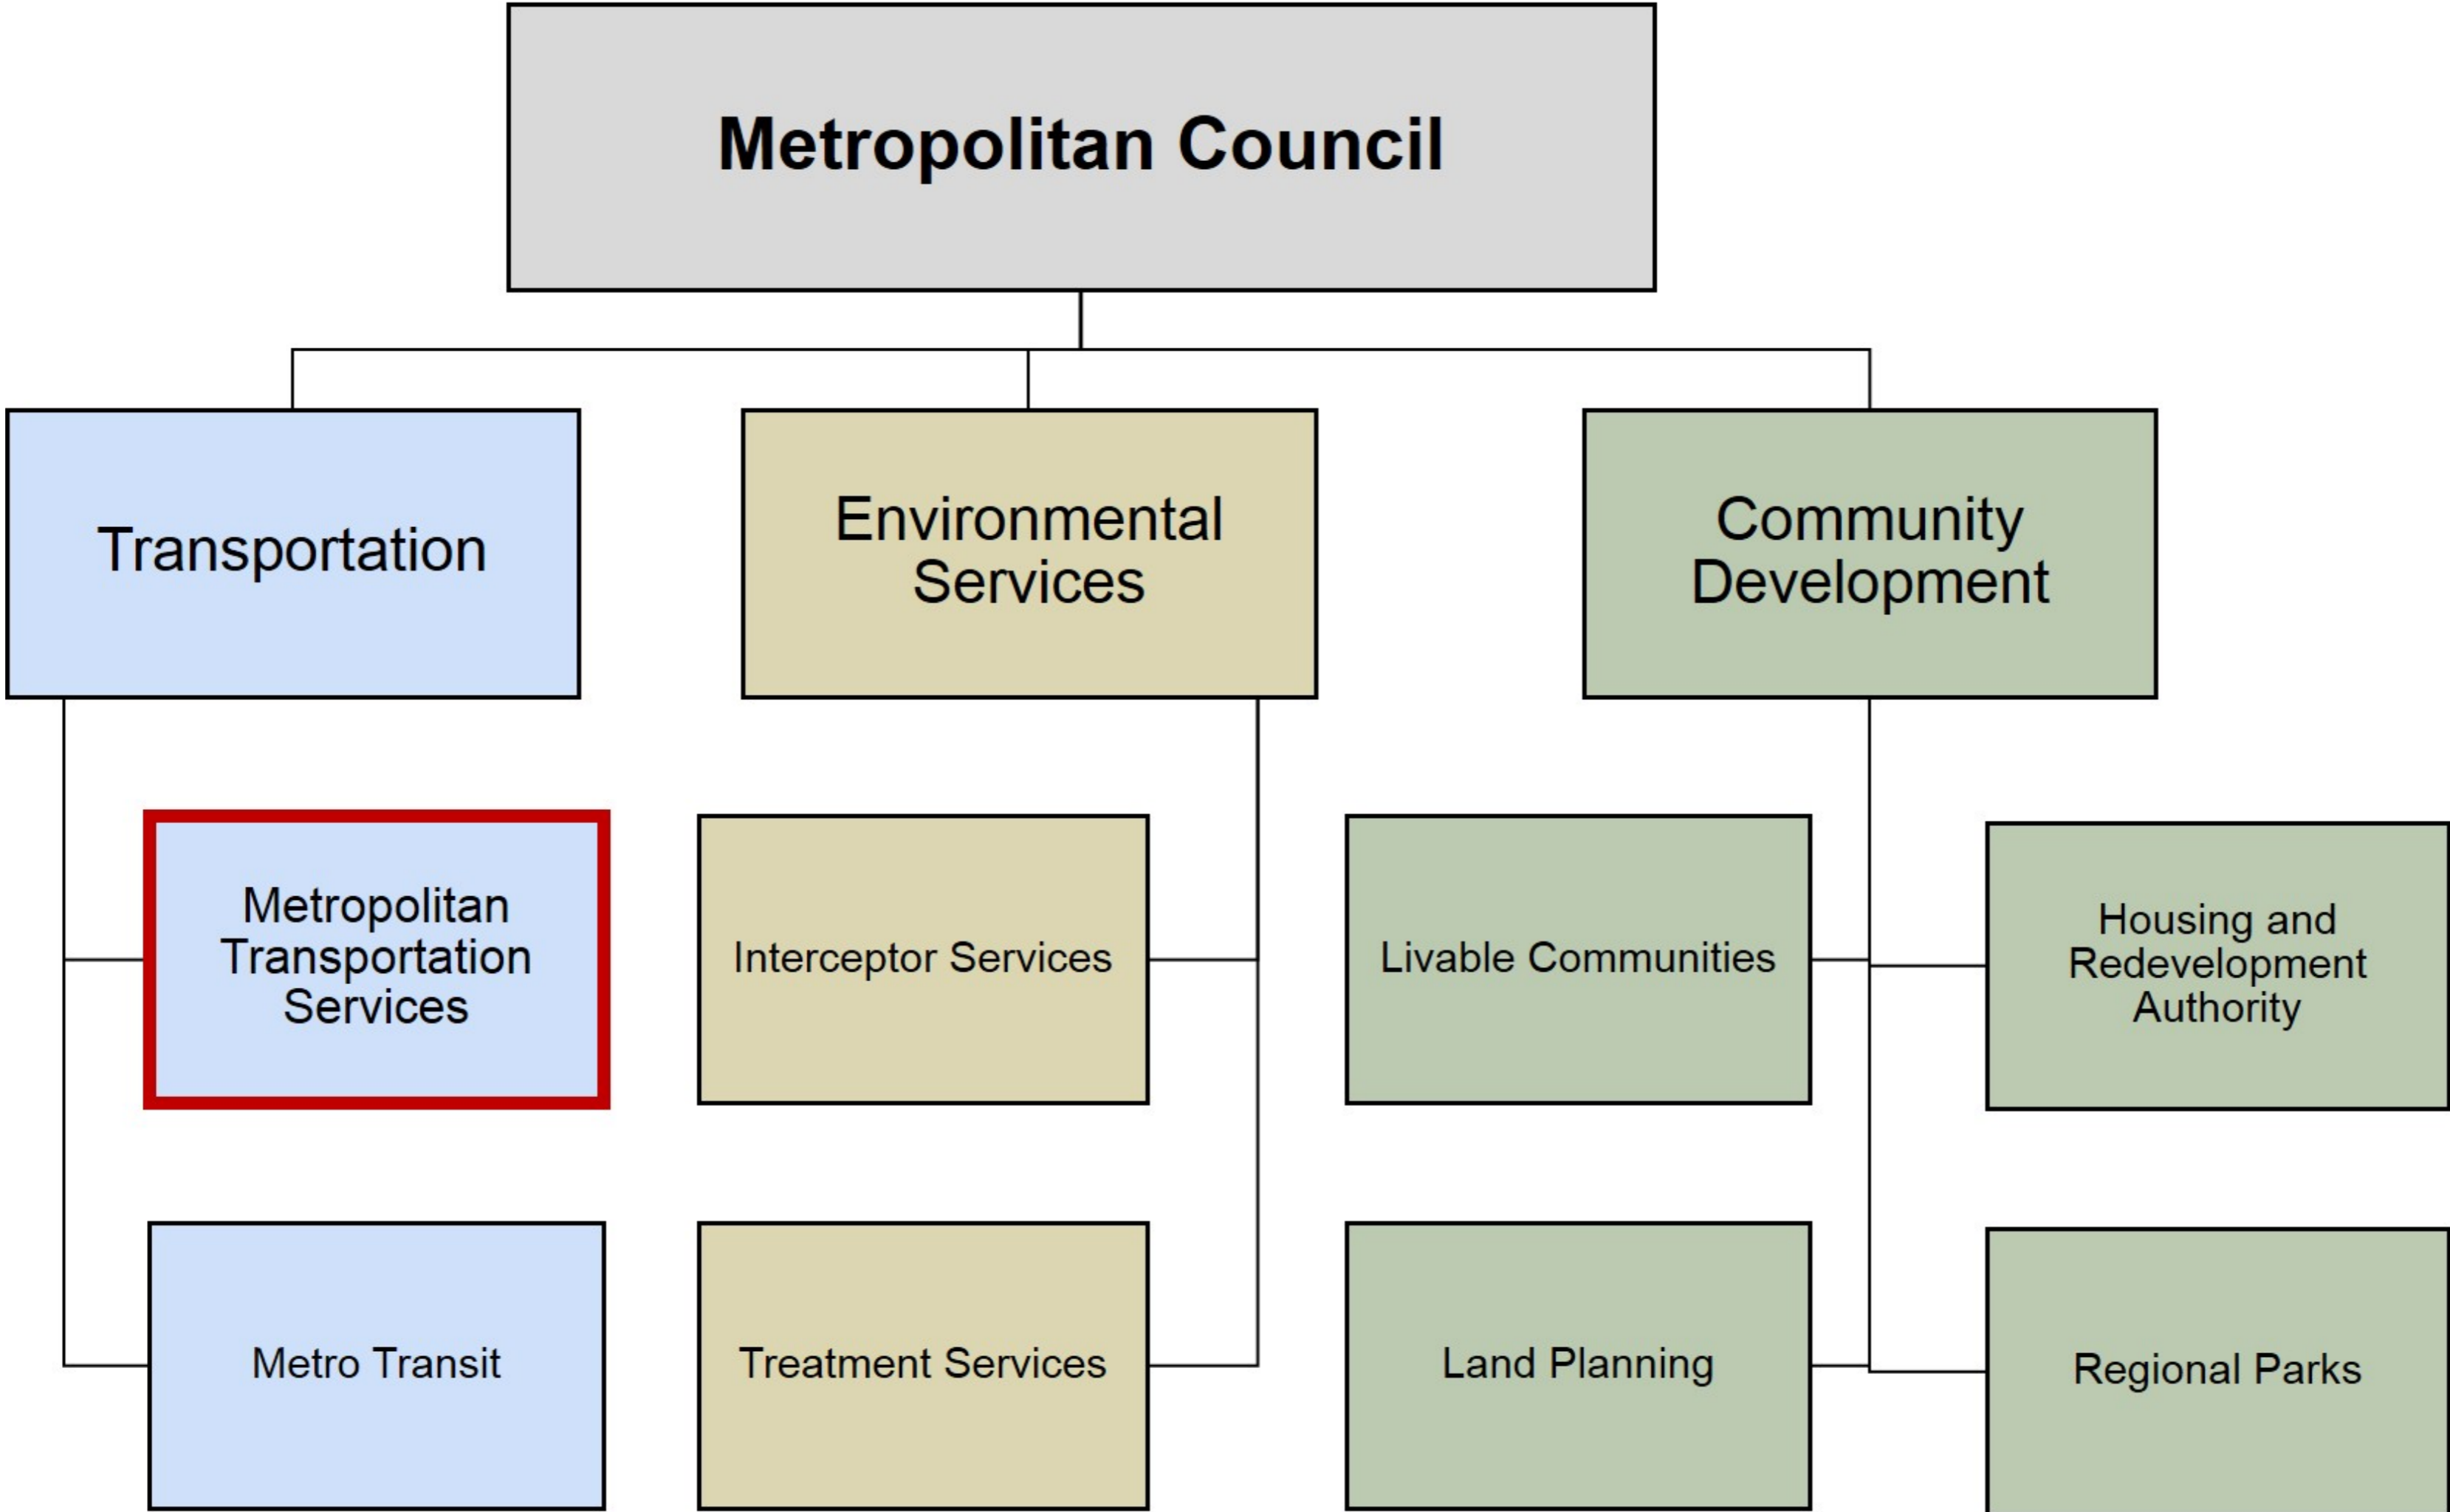 Metropolitan Council
Transportation
Environmental
Services
Community
Development
Metropolitan
Transportation
Services
Interceptor Services
Livable Communities
Housing and
Redevelopment
Authority
Metro Transit
Treatment Services
Land Planning
Regional Parks